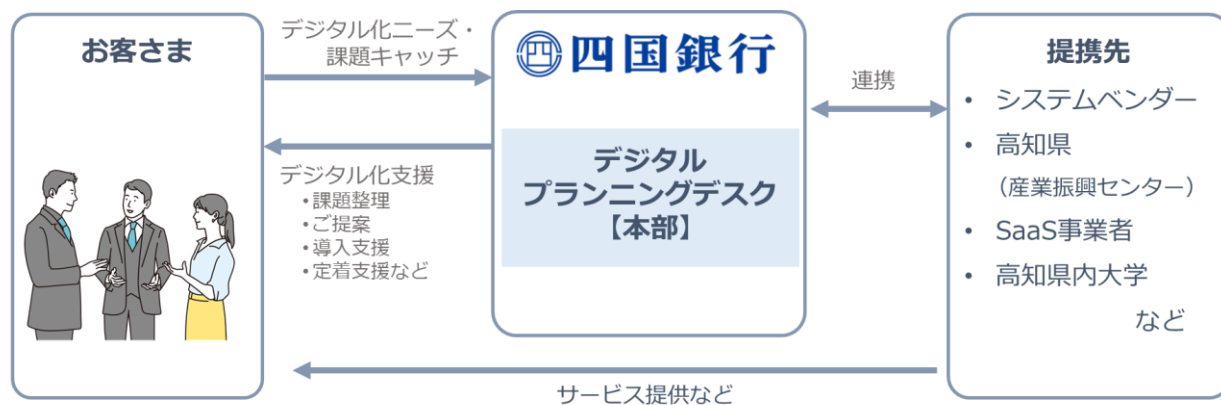 お客さま
デジタル化ニーズ・
課題キャッチ
デジタル化支援
・課題整理
・ご提案
・導入支援
・定着支援など
四 四国銀行
デジタル
プランニングデスク
【本部】
連携
提携先
• システムベンダー
• 高知県
（産業振興センター）
• SaaS事業者
• 高知県内大学
など
サービス提供など